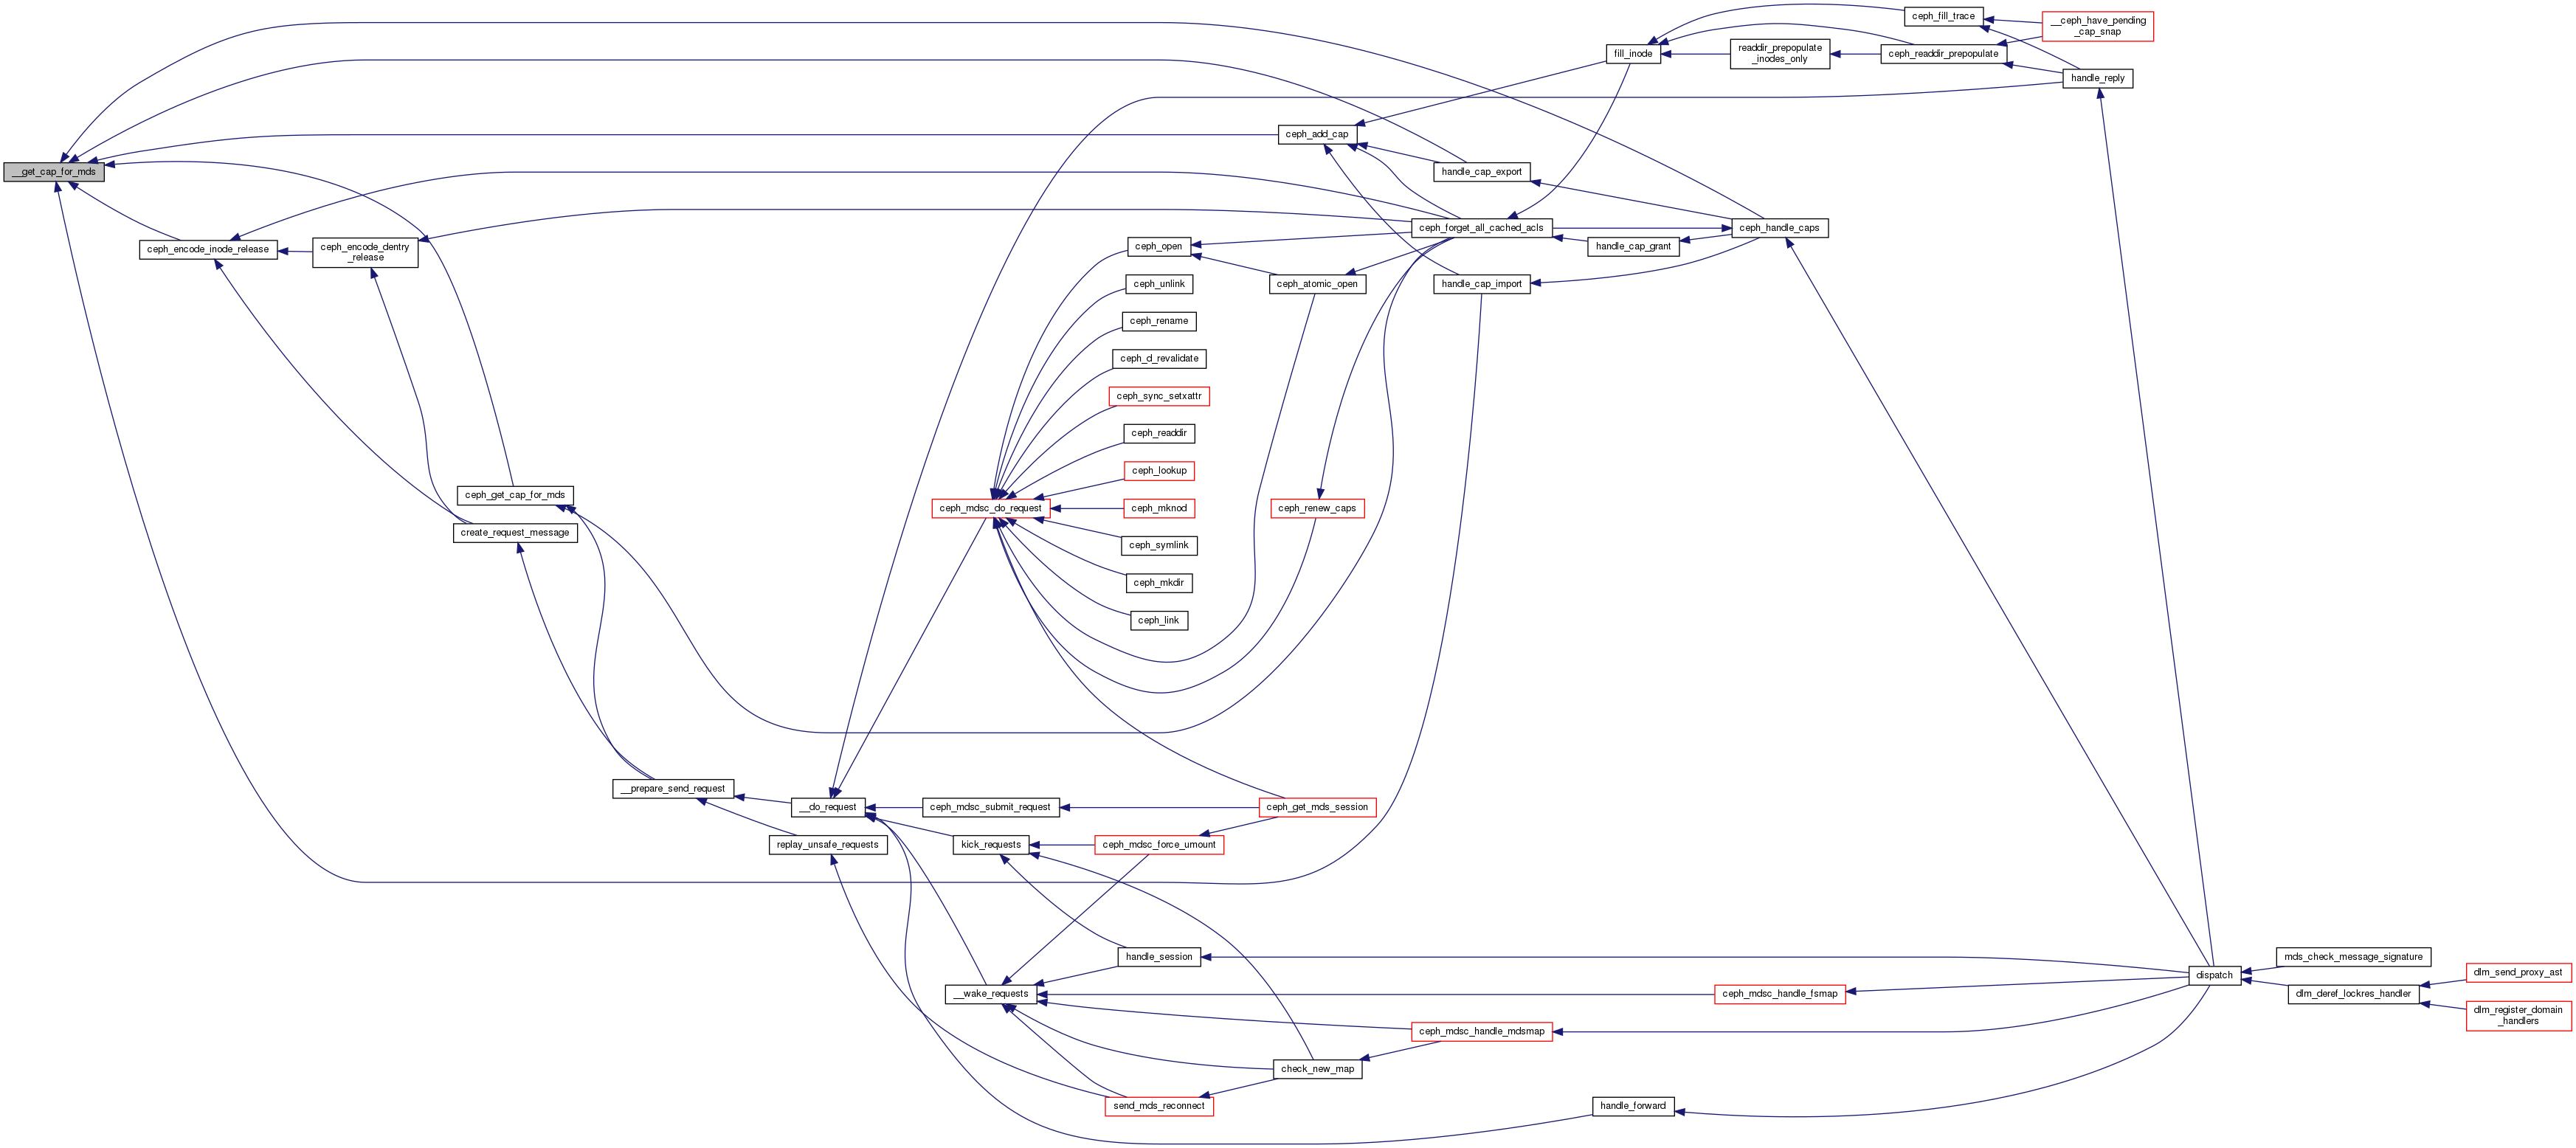 ceph_fill_trace
__ceph_have_pending
_cap_snap
fill_inode
readdir_prepopulate
_inodes_only
ceph_readdir_prepopulate
handle_reply
ceph_add_cap
__get_cap_for_mds
handle_cap_export
ceph_encode_inode_release
ceph_encode_dentry
_release
ceph_open
ceph_forget_all_cached_acls
handle_cap_grant
ceph_handle_caps
ceph_unlink
ceph_atomic_open
handle_cap_import
ceph_rename
ceph_d_revalidate
ceph_sync_setxattr
ceph_readdir
ceph_lookup
ceph_get_cap_for_mds
ceph_mdsc_do_request
ceph_mknod
ceph_renew_caps
create_request_message
ceph_symlink
ceph_mkdir
ceph_link
__prepare_send_request
__do_request
ceph_mdsc_submit_request
ceph_get_mds_session
replay_unsafe_requests
kick_requests
ceph_mdsc_force_umount
handle_session
mds_check_message_signature
dispatch
dlm_send_proxy_ast
__wake_requests
ceph_mdsc_handle_fsmap
dlm_deref_lockres_handler
dlm_register_domain
_handlers
ceph_mdsc_handle_mdsmap
check_new_map
send_mds_reconnect
handle_forward